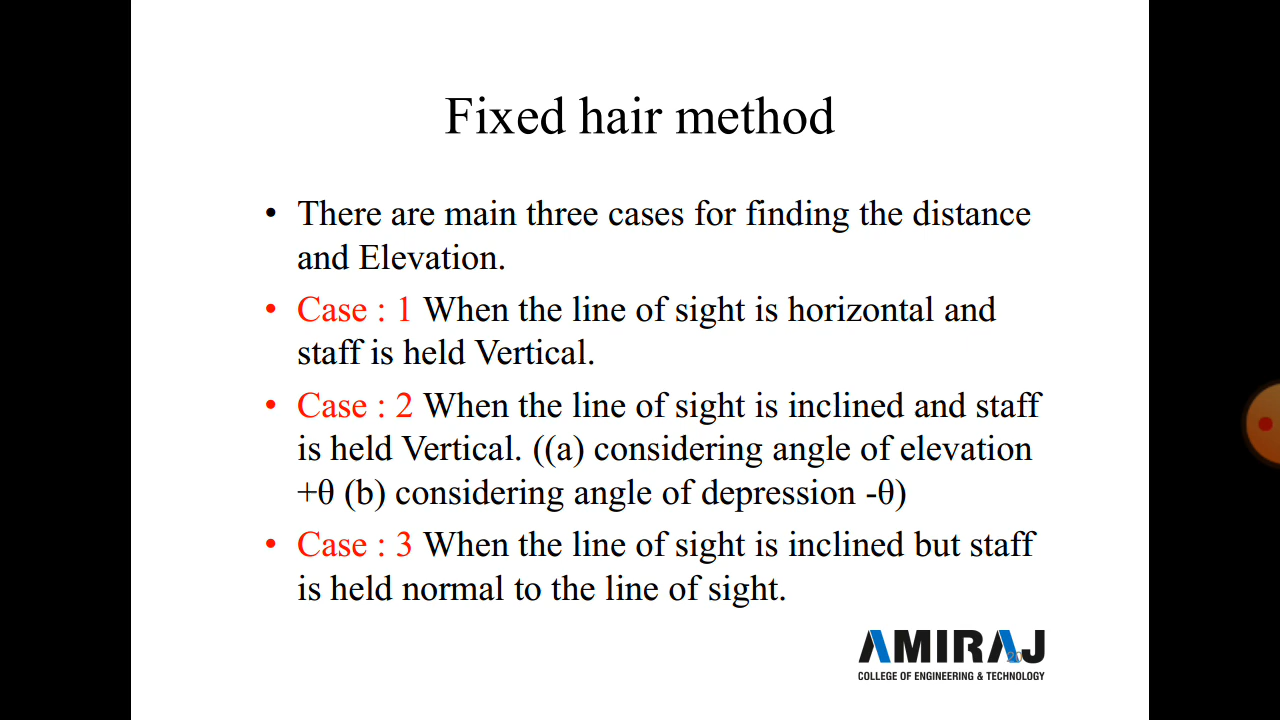 Fixed hair method
• There are main three cases for finding the distance
and Elevation.
• Case : 1 When the line of sight is horizontal and
staff is held Vertical.
• Case : 2 When the line of sight is inclined and staff
is held Vertical. ((a) considering angle of elevation
+θ (b) considering angle of depression -θ)
• Case : 3 When the line of sight is inclined but staff
is held normal to the line of sight.
AMIRAJ
20
COLLEGE OF ENGINEERING & TECHNOLOGY